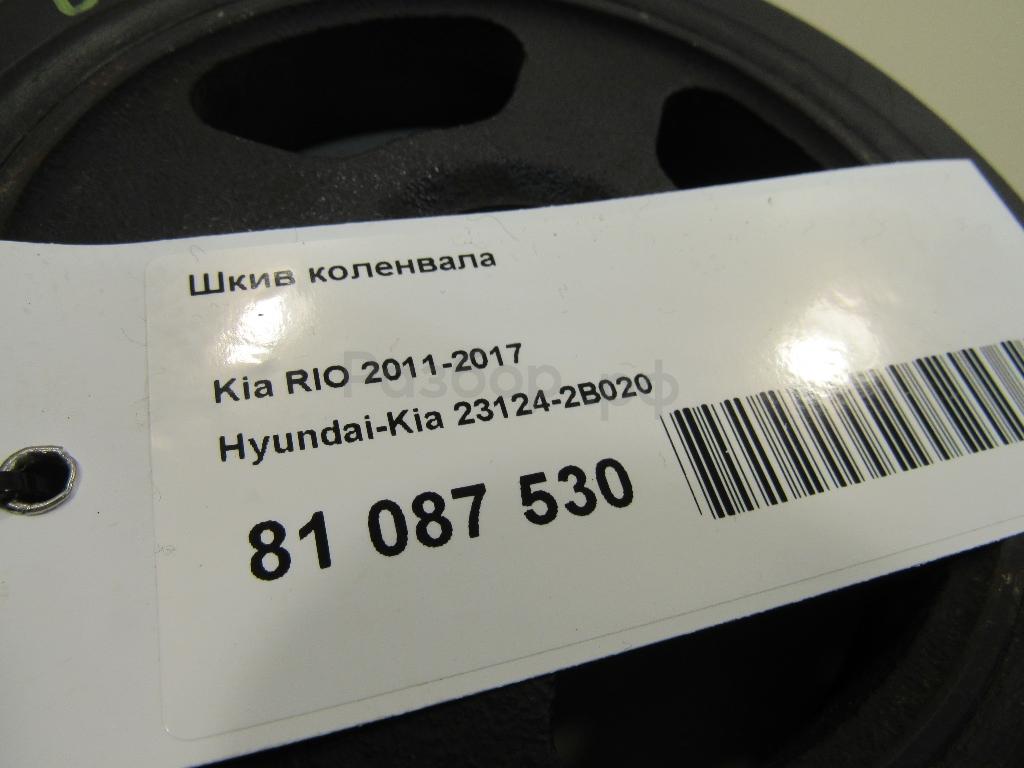 Шкив коленвала
Kia RIO 2011-2017
Разбор.рф
Hyundai-Kia 23124-2B020
81 087 530